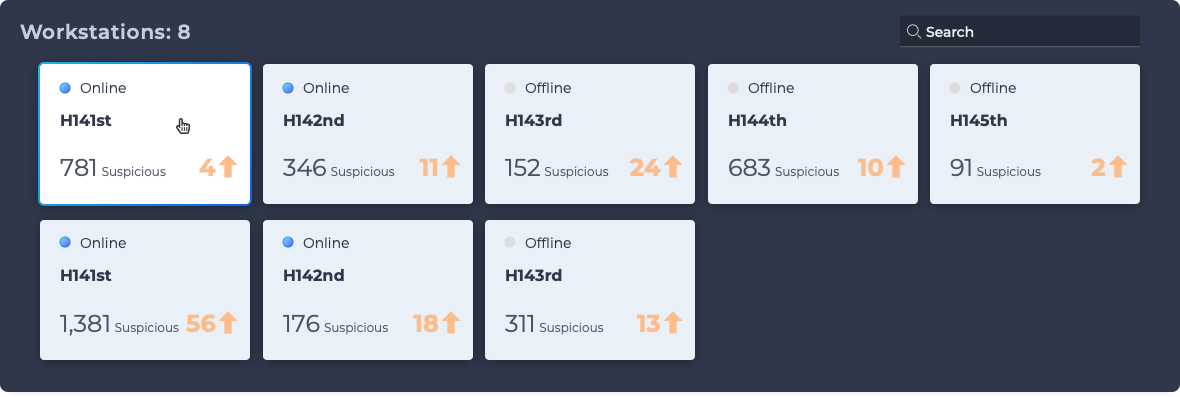 Workstations: 8
Search
Online
H141st
781 Suspicious 4
Online
H142nd
346 Suspicious 11
Offline
H143rd
152 Suspicious 24
Offline
H144th
683 Suspicious 10
Offline
H145th
91 Suspicious 2
Online
H141st
1,381 Suspicious 56
Online
H142nd
176 Suspicious 18
Offline
H143rd
311 Suspicious 13